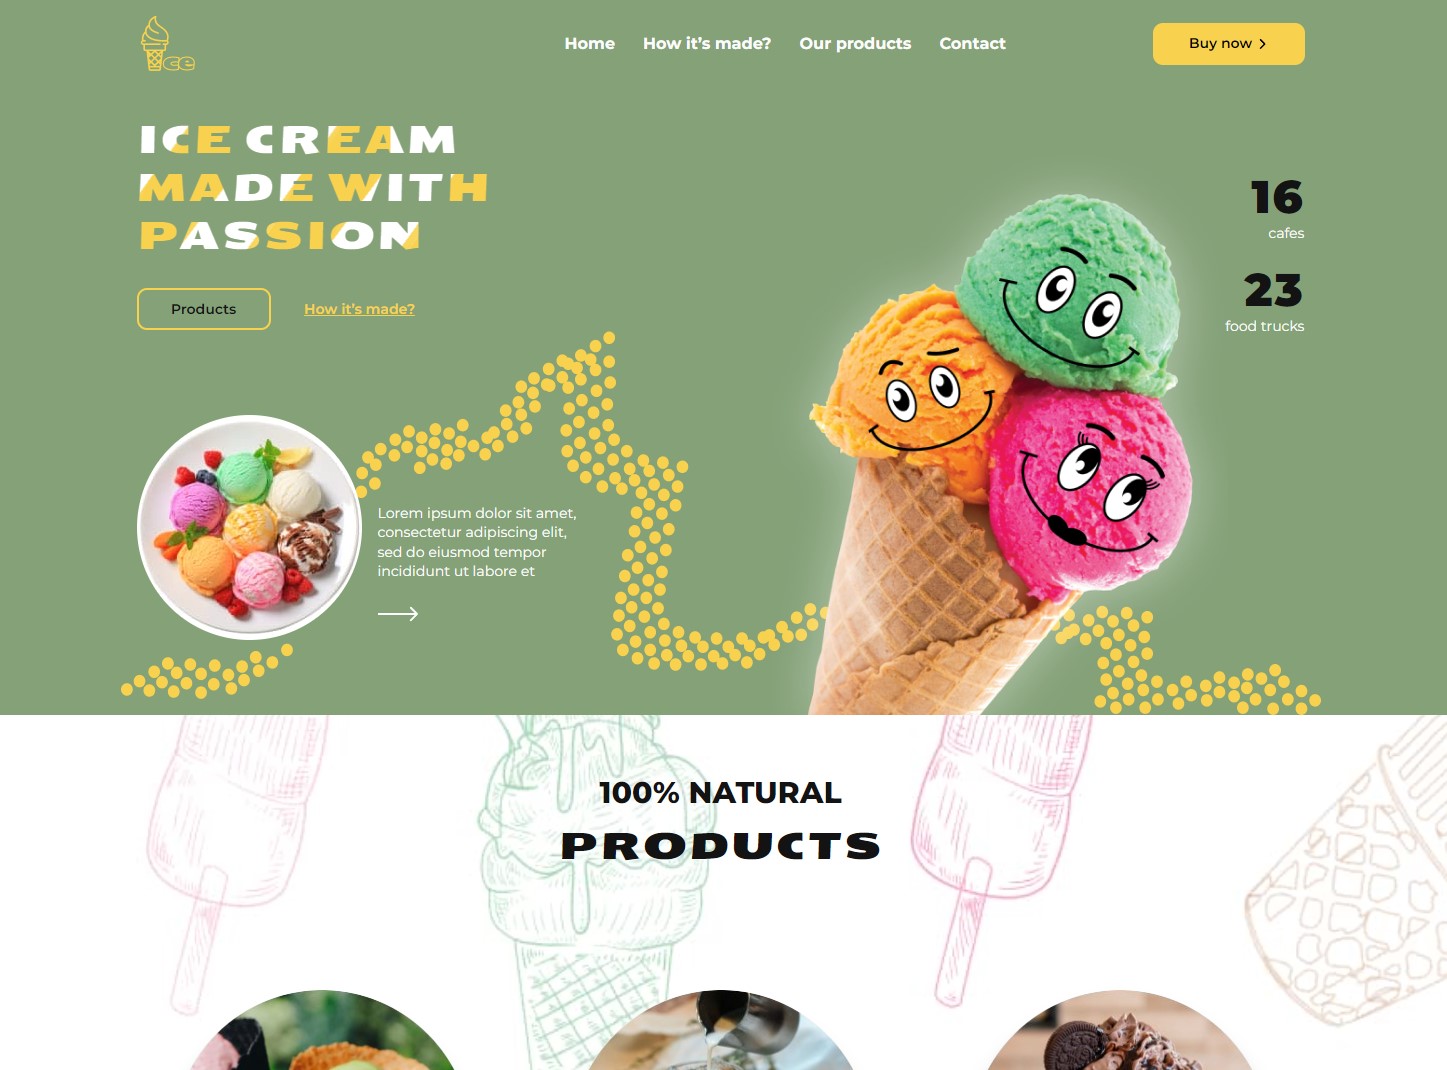 ce
Home
How it's made?
Our products
Contact
Buy now
ICE CREAM
MADE WITH
PASSION
Products
How it's made?
16
cafes
23
food trucks
Lorem ipsum dolor sit amet,
consectetur adipiscing elit,
sed do eiusmod tempor
incididunt ut labore et
100% NATURAL
PRODUCTS